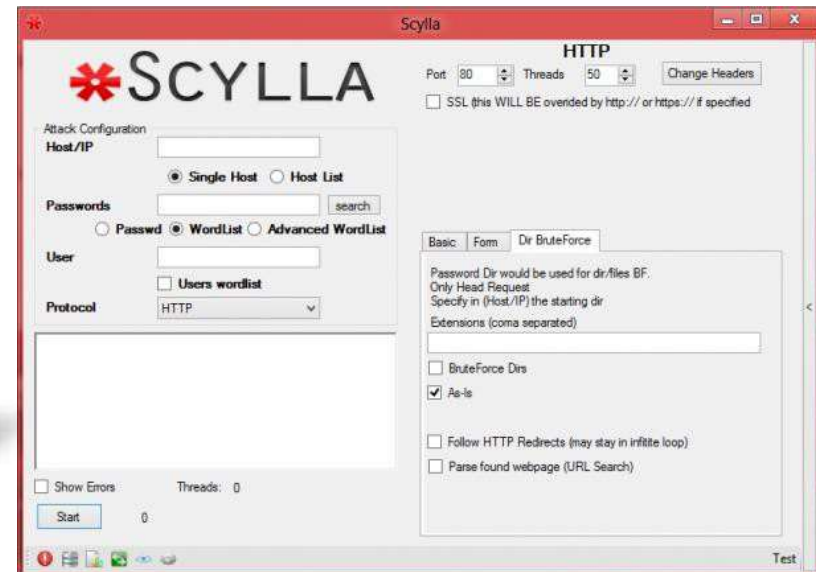 Scylla
SCYLLA
Attack Configuration
Host/IP
Single Host
Host List
Passwords
search
Passwd
WordList
Advanced WordList
User
Users wordlist
Protocol
HTTP
Show Errors
Threads: 0
Start
0
HTTP
Port 80
Threads 50
Change Headers
SSL (this WILL BE overided by http:// or https:// if specified
Basic
Form
Dir BruteForce
Password Dir would be used for dir/files BF.
Only Head Request
Specify in (Host/IP) the starting dir
Extensions (coma separated)
BruteForce Dirs
As-Is
Follow HTTP Redirects (may stay in infitite loop)
Parse found webpage (URL Search)
Test